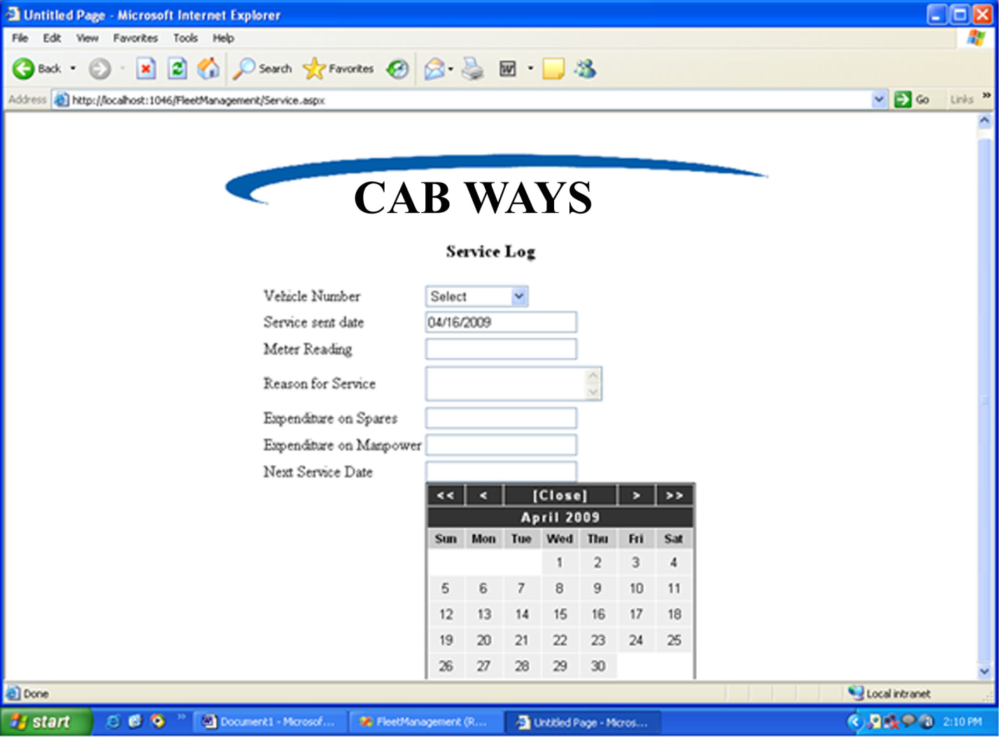 Untitled Page - Microsoft Internet Explorer
File Edit View Favorites Tools Help
Back Search Favorites
Address http://localhost:1046/FleetManagement/Service.aspx Go Links »
CAB WAYS
Service Log
Vehicle Number Select
Service sent date 04/16/2009
Meter Reading
Reason for Service
Expenditure on Spares
Expenditure on Manpower
Next Service Date
<< < [Close] > >>
April 2009
Sun Mon Tue Wed Thu Fri Sat
1 2 3 4
5 6 7 8 9 10 11
12 13 14 15 16 17 18
19 20 21 22 23 24 25
26 27 28 29 30
Done Local intranet
start » Document1 - Microsof... FleetManagement (R... Untitled Page - Micros... 2:10 PM